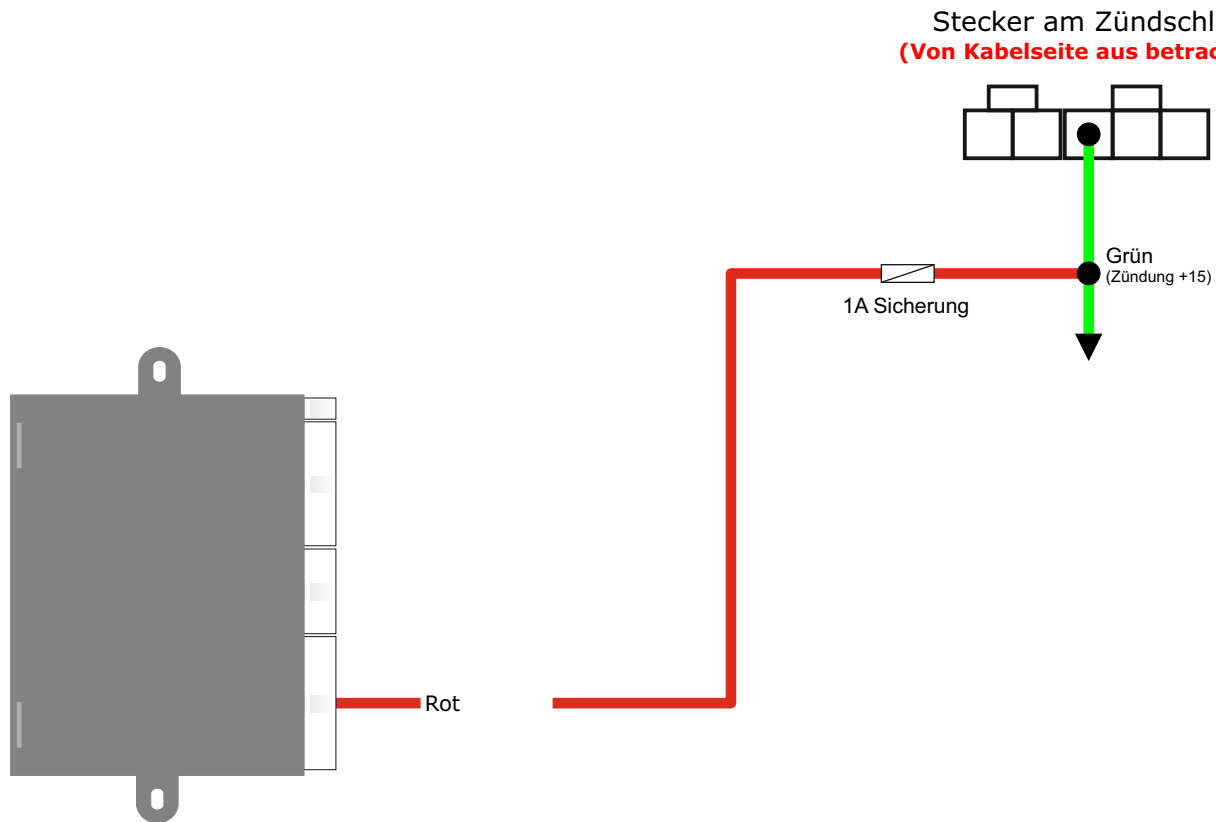 Stecker am Zündschl
(Von Kabelseite aus betrac
Grün
(Zündung +15)
1A Sicherung
Rot